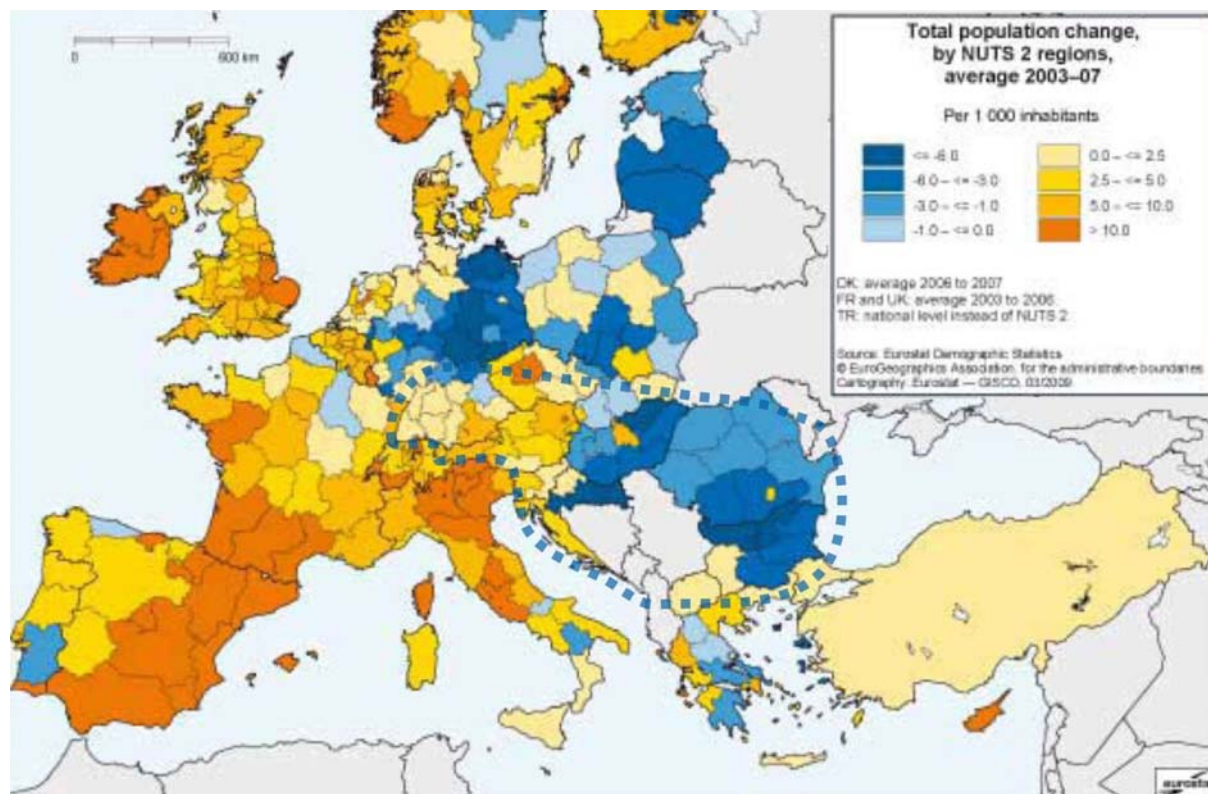 0 600 km
Total population change,
by NUTS 2 regions,
average 2003–07
Per 1 000 inhabitants
<= -6.0
-6.0 – <= -3.0
-3.0 – <= -1.0
-1.0 – <= 0.0
0.0 – <= 2.5
2.5 – <= 5.0
5.0 – <= 10.0
> 10.0
DK: average 2006 to 2007
FR and UK: average 2003 to 2006
TR: national level instead of NUTS 2
Source: Eurostat Demographic Statistics
© EuroGeographics Association, for the administrative boundaries
Cartography: Eurostat — GISCO, 03/2009
eurosta